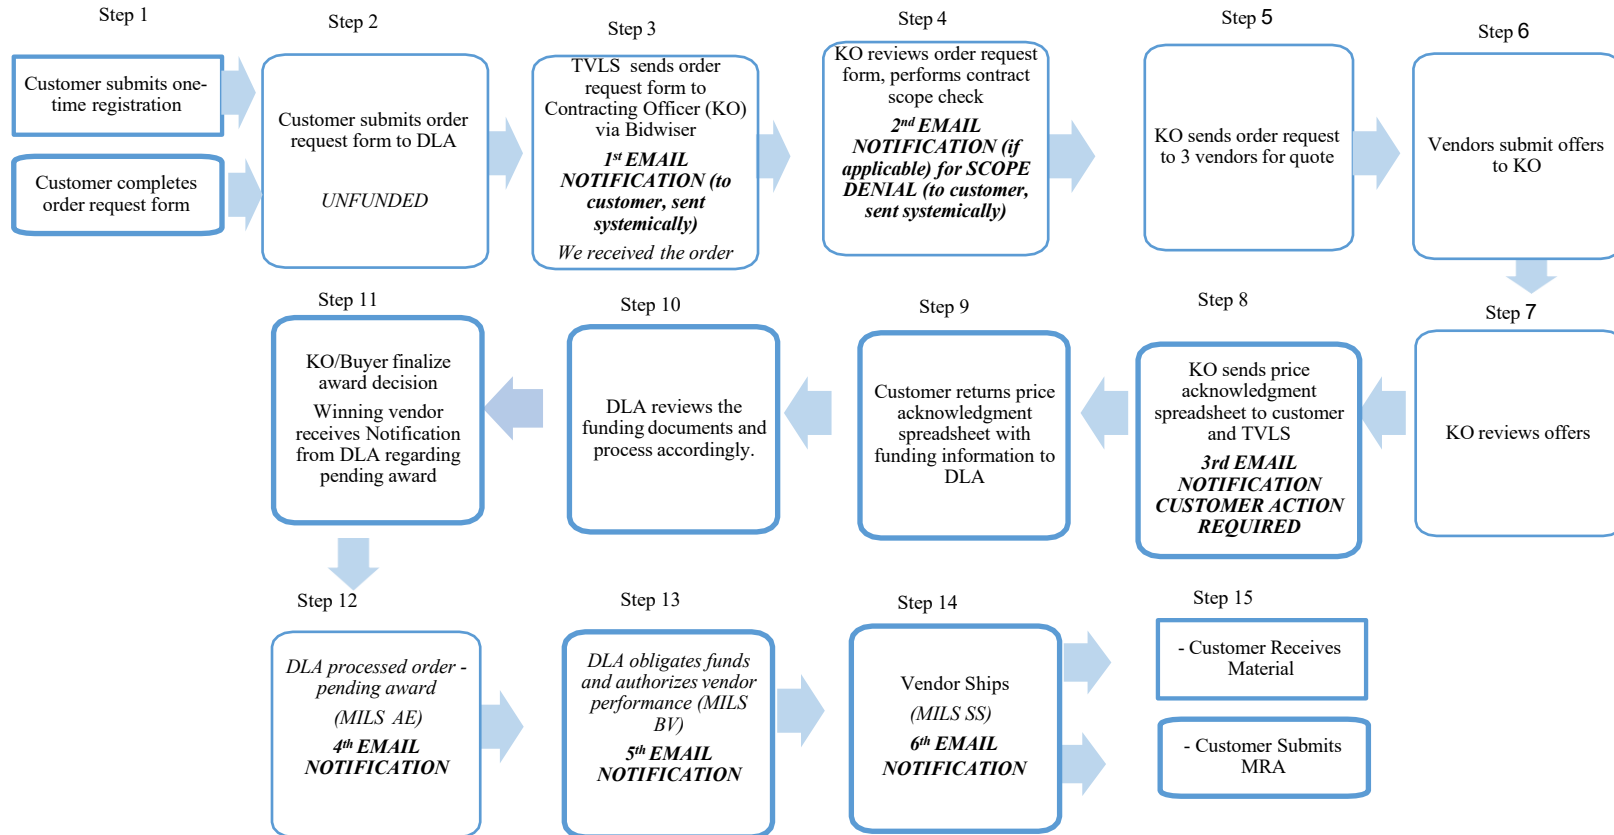 Step 1
Customer submits one-
time registration
Customer completes
order request form
Step 2
Customer submits order
request form to DLA
UNFUNDED
Step 3
TVLS sends order
request form to
Contracting Officer (KO)
via Bidwiser
1st EMAIL
NOTIFICATION (to
customer, sent
systemically)
We received the order
Step 4
KO reviews order request
form, performs contract
scope check
2nd EMAIL
NOTIFICATION (if
applicable) for SCOPE
DENIAL (to customer,
sent systemically)
Step 5
KO sends order request
to 3 vendors for quote
Step 6
Vendors submit offers
to KO
Step 7
KO reviews offers
Step 8
KO sends price
acknowledgment
spreadsheet to customer
and TVLS
3rd EMAIL
NOTIFICATION
CUSTOMER ACTION
REQUIRED
Step 9
Customer returns price
acknowledgment
spreadsheet with
funding information to
DLA
Step 10
DLA reviews the
funding documents and
process accordingly.
Step 11
KO/Buyer finalize
award decision
Winning vendor
receives Notification
from DLA regarding
pending award
Step 12
DLA processed order -
pending award
(MILS AE)
4th EMAIL
NOTIFICATION
Step 13
DLA obligates funds
and authorizes vendor
performance (MILS
BV)
5th EMAIL
NOTIFICATION
Step 14
Vendor Ships
(MILS SS)
6th EMAIL
NOTIFICATION
Step 15
- Customer Receives
Material
- Customer Submits
MRA